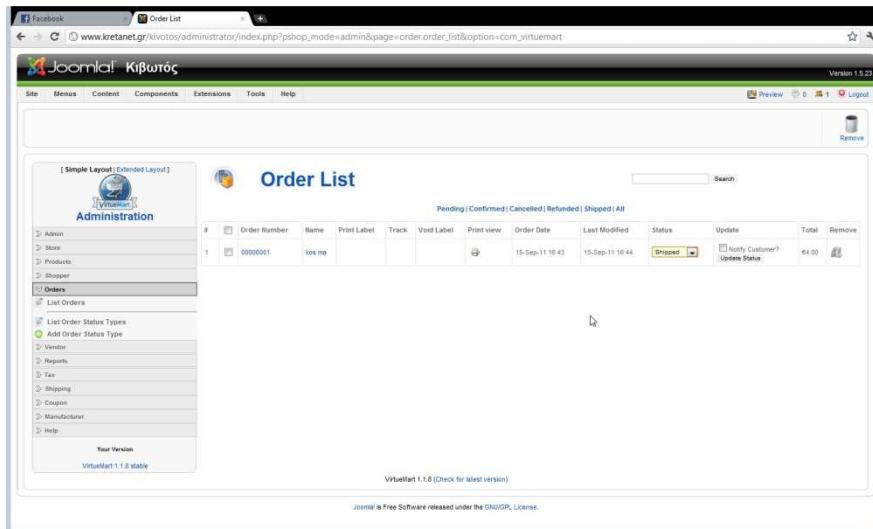 Facebook
Order List
www.kretanet.gr/kivotos/administrator/index.php?pshop_mode=admin&page=order.order_list&option=com_virtuemart
Joomla! Κιβωτός
Version 1.5.23
Site Menus Content Components Extensions Tools Help
Preview 0 1 Logout
Remove
[ Simple Layout | Extended Layout ]
VirtueMart
Administration
Admin
Store
Products
Shopper
Orders
List Orders
List Order Status Types
Add Order Status Type
Vendor
Reports
Tax
Shipping
Coupon
Manufacturer
Help
Your Version
VirtueMart 1.1.8 stable
Order List
Search
Pending | Confirmed | Cancelled | Refunded | Shipped | All
# Order Number Name Print Label Track Void Label Print view Order Date Last Modified Status Update Total Remove
1 00000001 kos ma 15-Sep-11 16:43 15-Sep-11 16:44 Shipped Notify Customer? €4.00
Update Status
VirtueMart 1.1.8 (Check for latest version)
Joomla! is Free Software released under the GNU/GPL License.